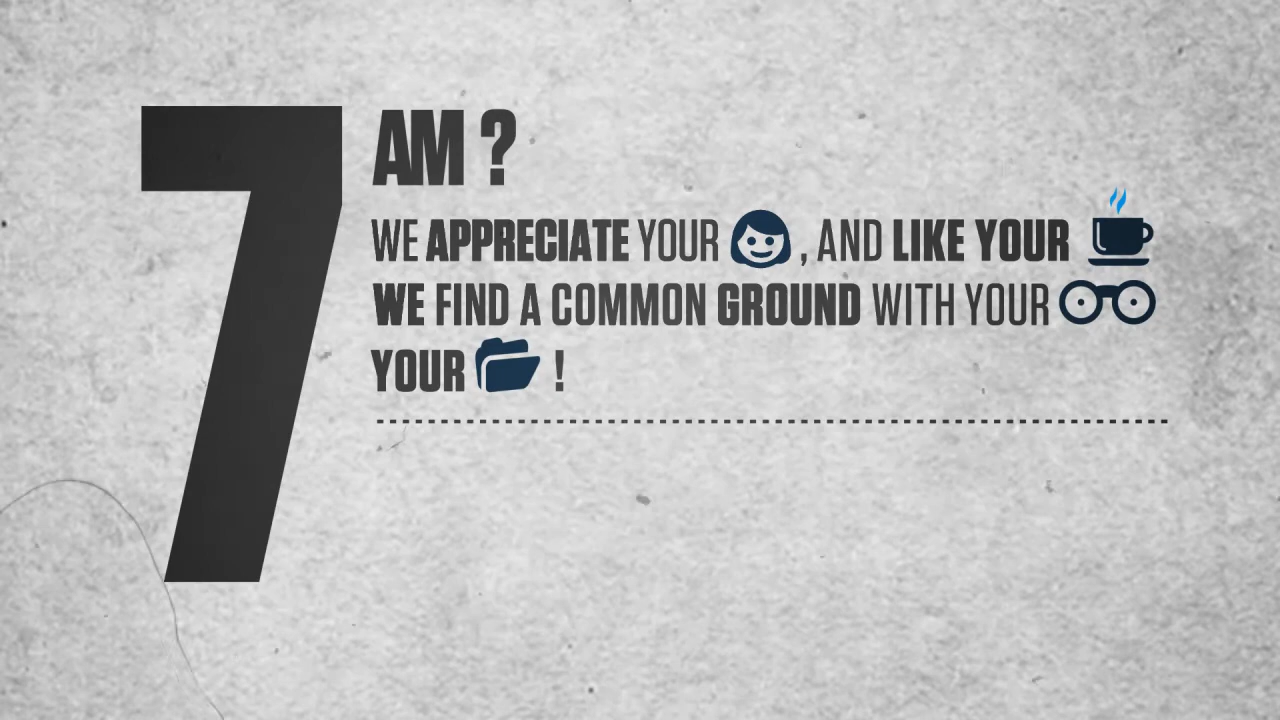 7
AM ?
WE APPRECIATE YOUR , AND LIKE YOUR
WE FIND A COMMON GROUND WITH YOUR
YOUR !